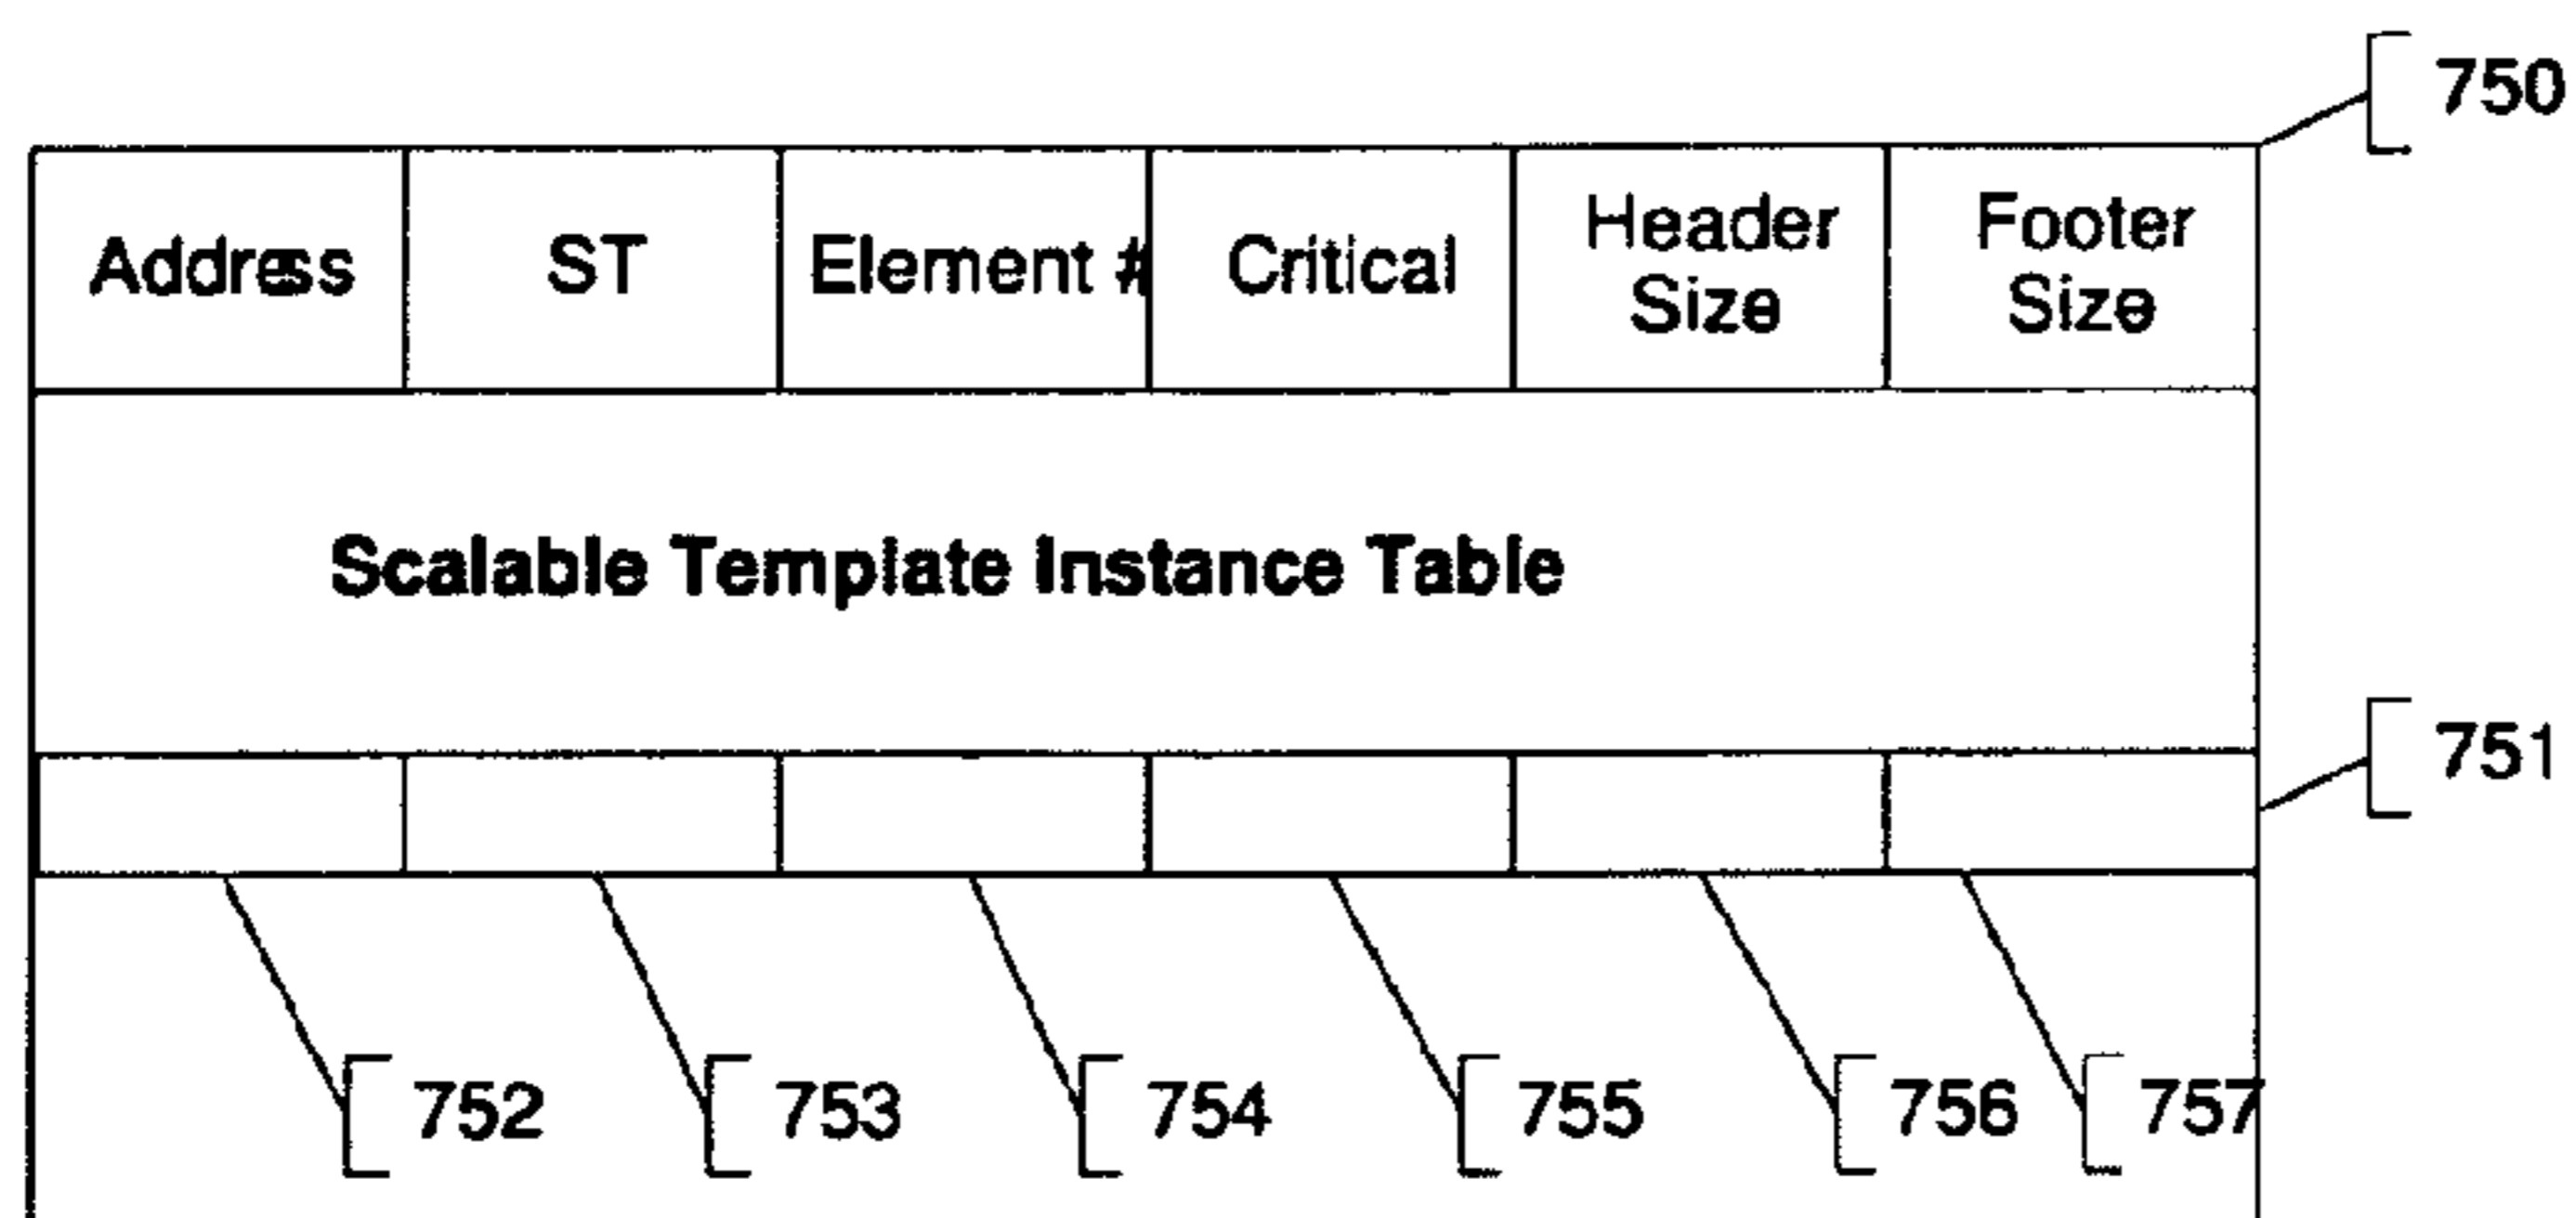 750
Address ST Element # Critical Header Size Footer Size
Scalable Template Instance Table
751
752 753 754 755 756 757